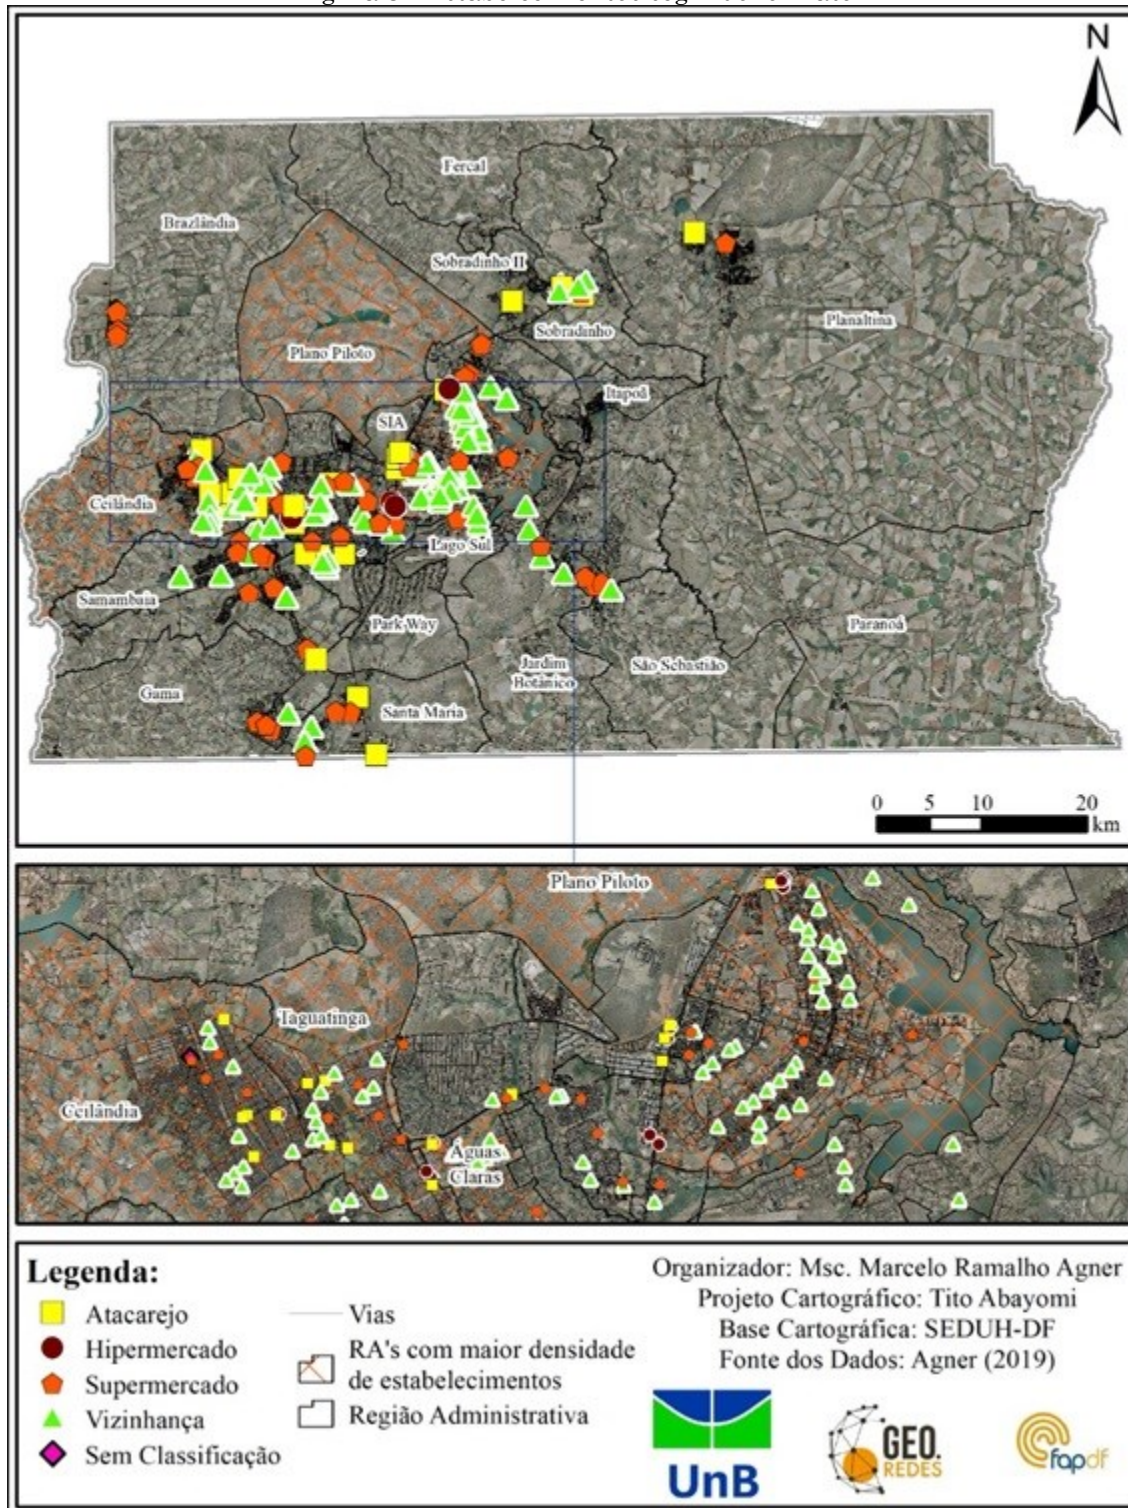 N
Fercal
Brazlândia
Sobradinho II
Sobradinho
Planaltina
Plano Piloto
Itapoã
SIA
Ceilândia
Lago Sul
Samambaia
Park Way
Paranoá
Jardim
Botânico
São Sebastião
Gama
Santa Maria
0 5 10 20
km
Plano Piloto
Taguatinga
Ceilândia
Águas
Claras
Legenda:
Atacarejo
Hipermercado
Supermercado
Vizinhança
Sem Classificação
Vias
RA's com maior densidade
de estabelecimentos
Região Administrativa
Organizador: Msc. Marcelo Ramalho Agner
Projeto Cartográfico: Tito Abayomi
Base Cartográfica: SEDUH-DF
Fonte dos Dados: Agner (2019)
UnB
GEO.
REDES
fapdf